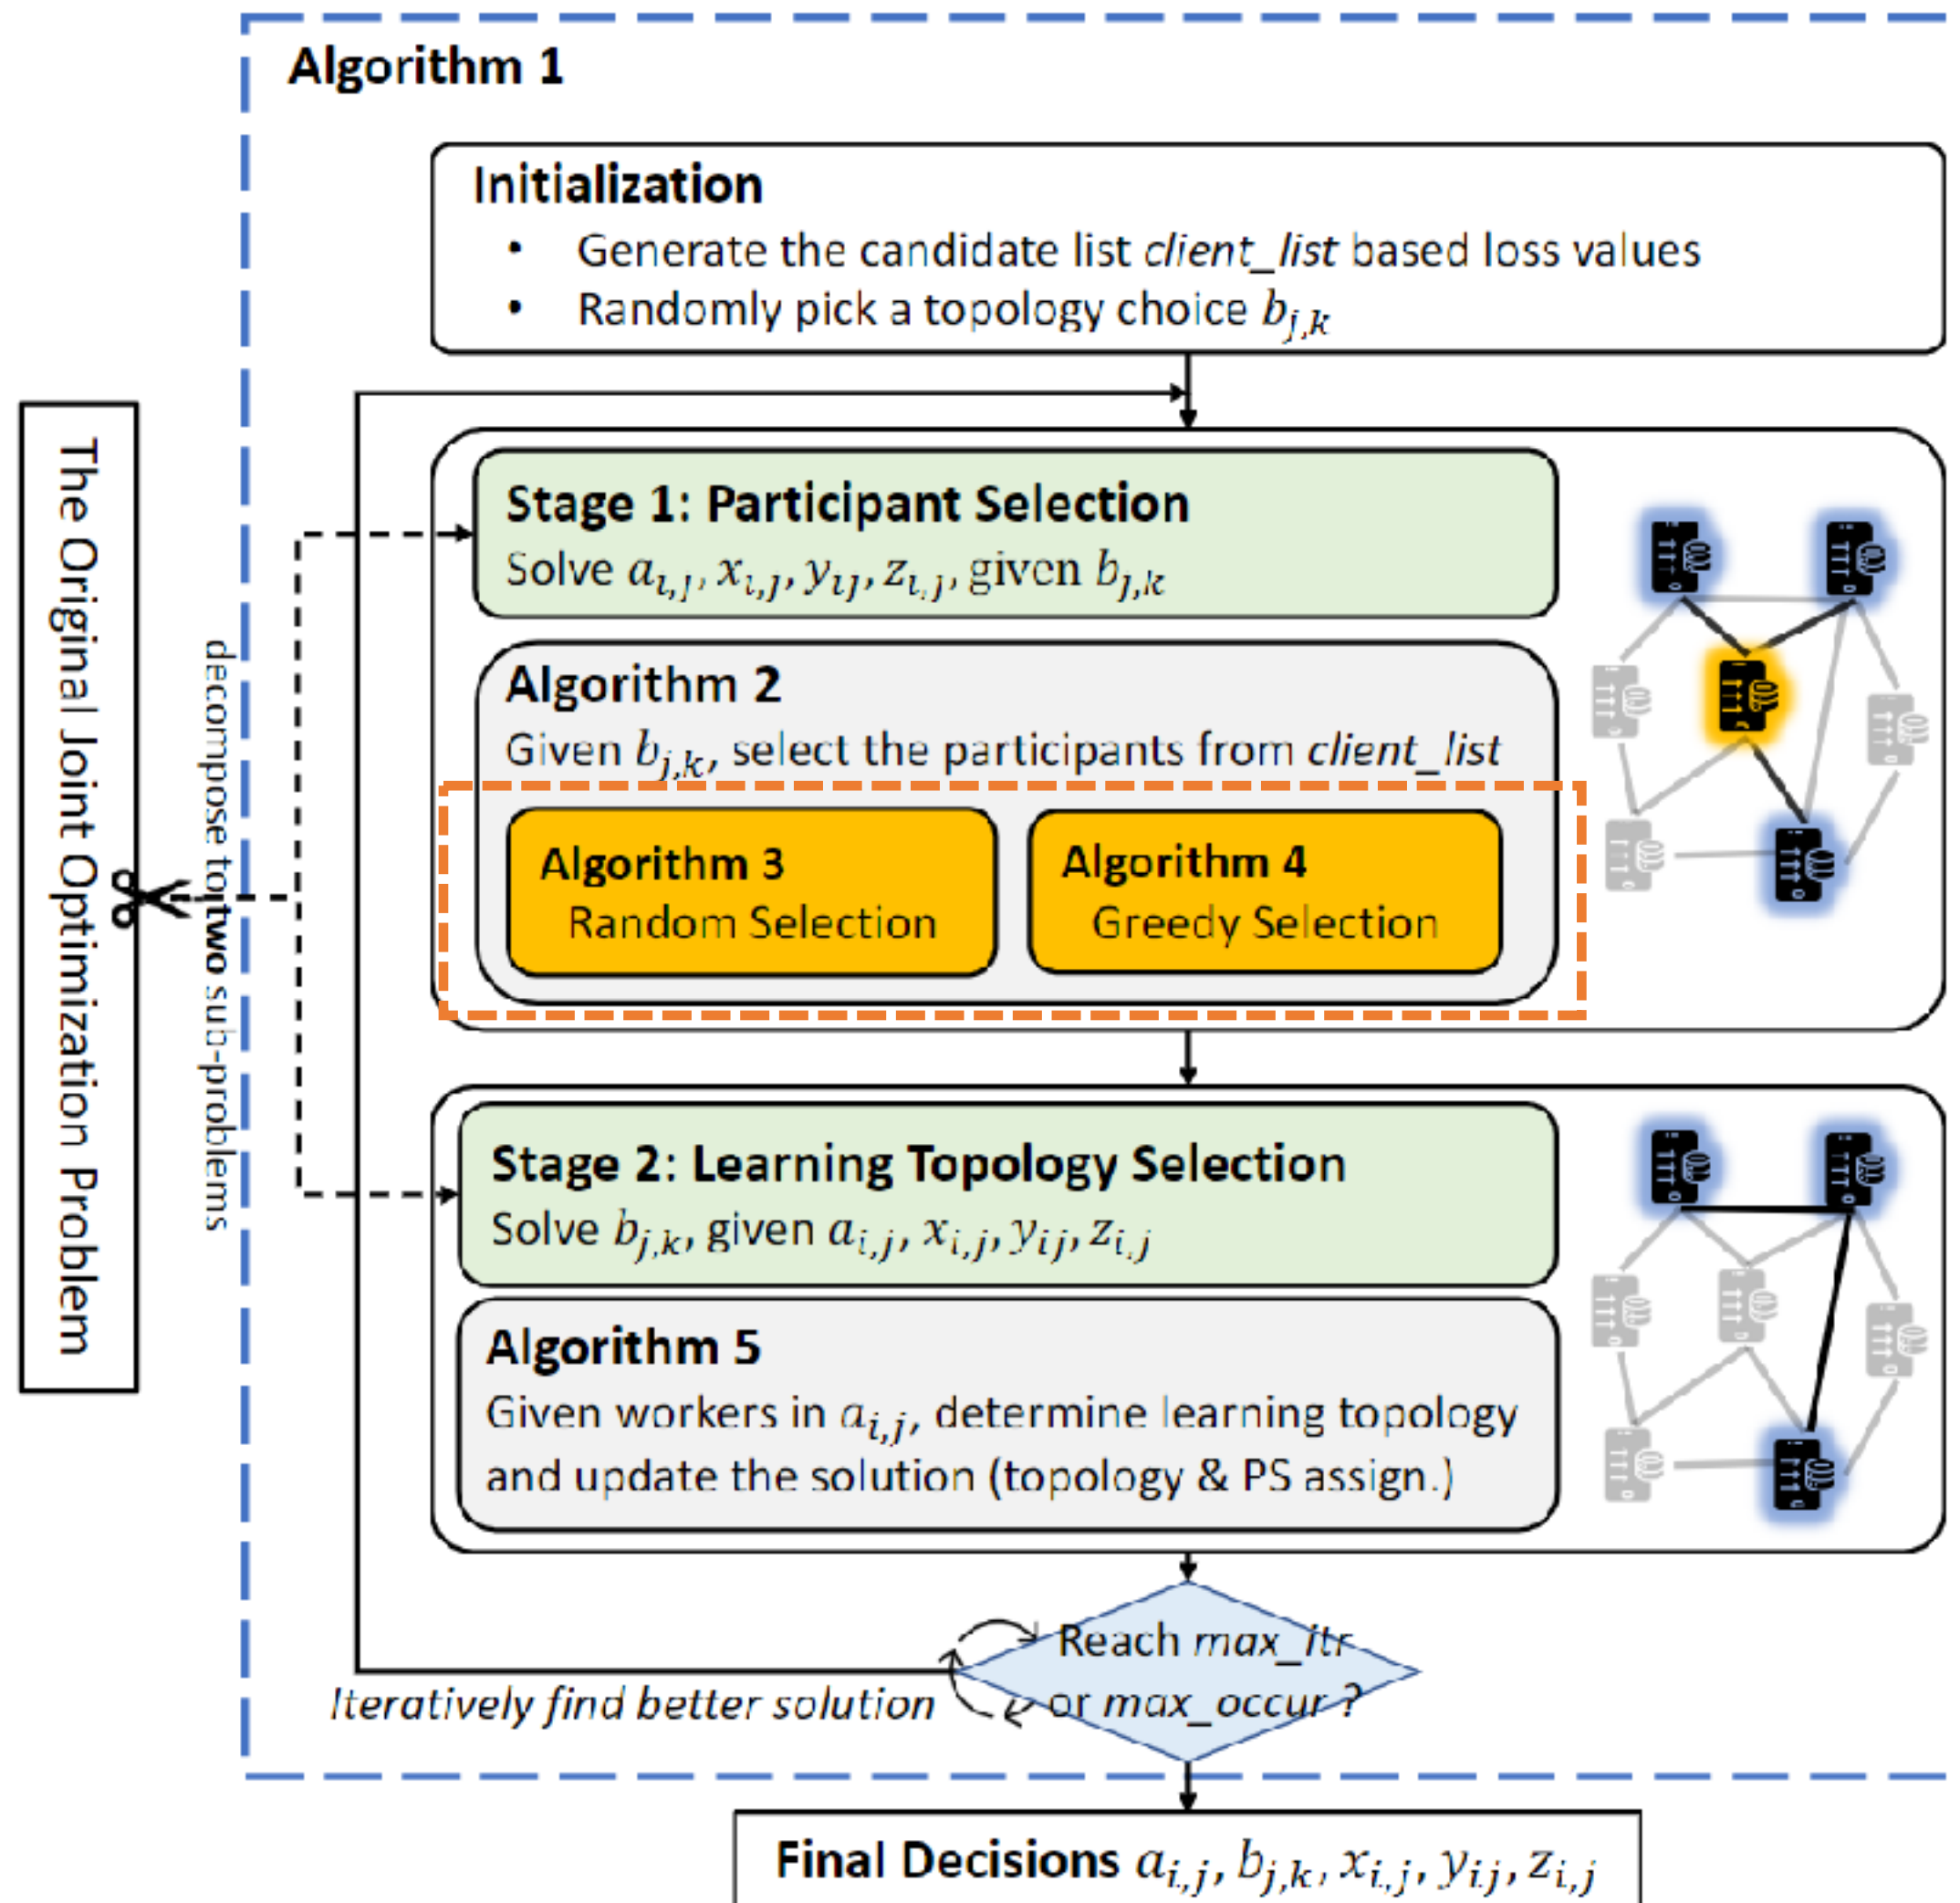 Algorithm 1
Initialization
• Generate the candidate list client_list based loss values
• Randomly pick a topology choice b_{j,k}
The Original Joint Optimization Problem
decompose to two sub-problems
Stage 1: Participant Selection
Solve a_{i,j}, x_{i,j}, y_{ij}, z_{i,j}, given b_{j,k}
Algorithm 2
Given b_{j,k}, select the participants from client_list
Algorithm 3
Random Selection
Algorithm 4
Greedy Selection
Stage 2: Learning Topology Selection
Solve b_{j,k}, given a_{i,j}, x_{i,j}, y_{ij}, z_{i,j}
Algorithm 5
Given workers in a_{i,j}, determine learning topology
and update the solution (topology & PS assign.)
Reach max_itr
or max_occur ?
Iteratively find better solution
Final Decisions a_{i,j}, b_{j,k}, x_{i,j}, y_{ij}, z_{i,j}